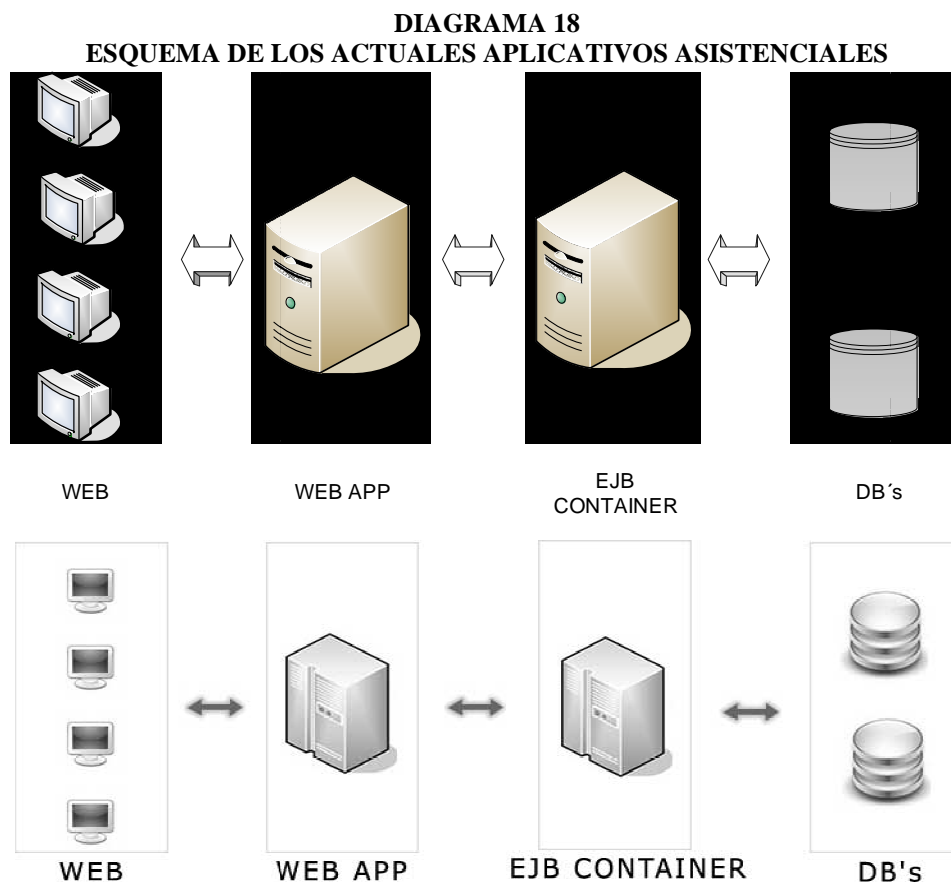 DIAGRAMA 18
ESQUEMA DE LOS ACTUALES APLICATIVOS ASISTENCIALES
WEB
WEB APP
EJB
CONTAINER
DB´s
WEB
WEB APP
EJB CONTAINER
DB's